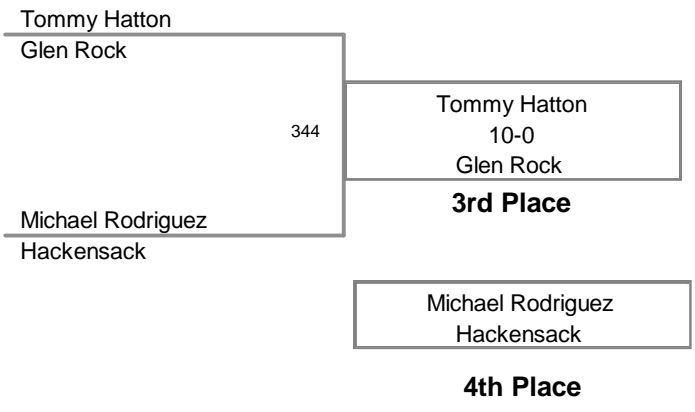 Tommy Hatton
Glen Rock
344
Tommy Hatton
10-0
Glen Rock
3rd Place
Michael Rodriguez
Hackensack
Michael Rodriguez
Hackensack
4th Place